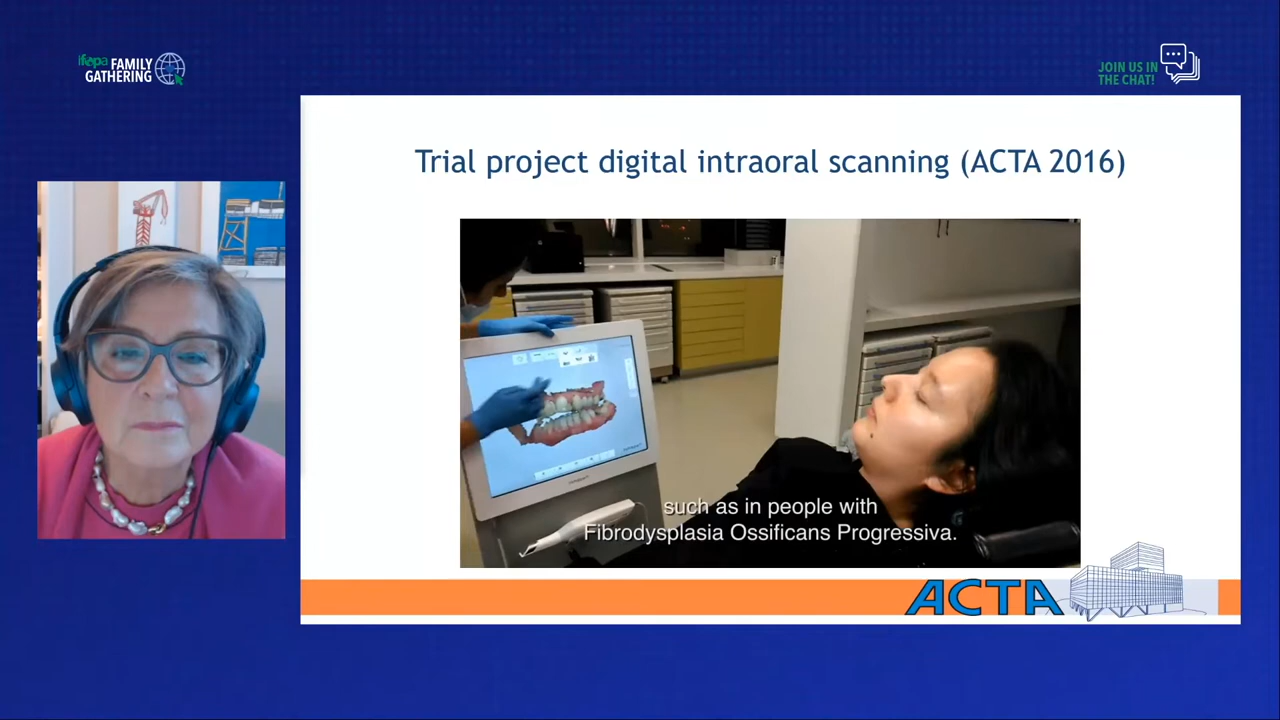 ifopa FAMILY
GATHERING
JOIN US IN
THE CHAT!
Trial project digital intraoral scanning (ACTA 2016)
such as in people with
Fibrodysplasia Ossificans Progressiva.
ACTA